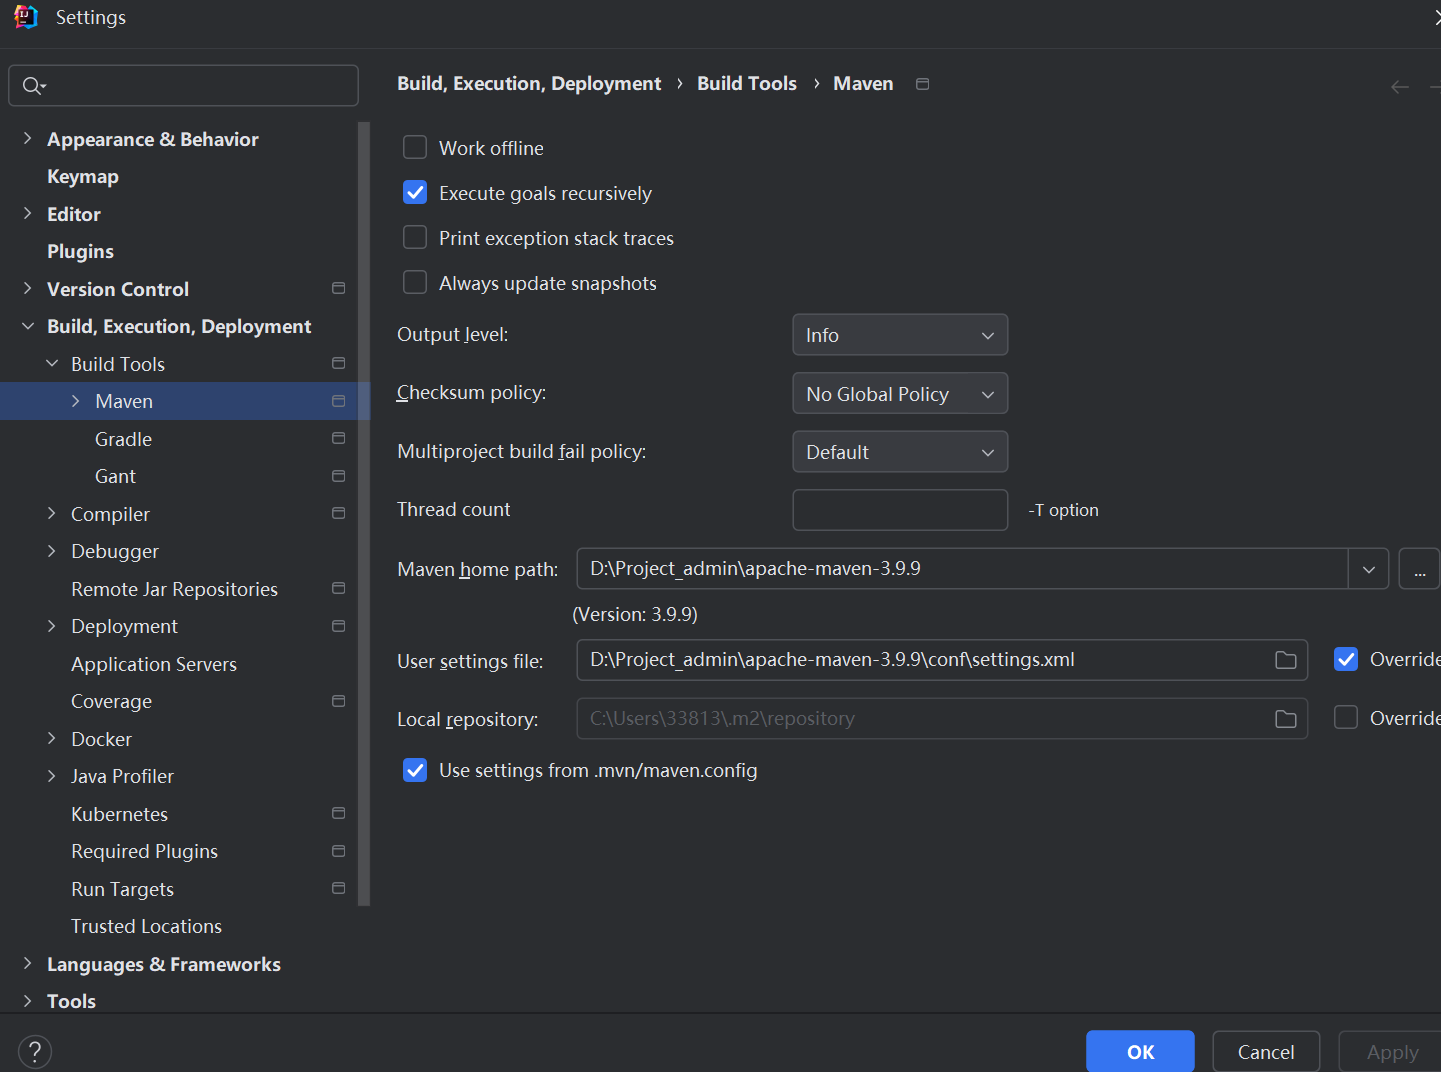 Settings
Build, Execution, Deployment › Build Tools › Maven
Appearance & Behavior
Keymap
Editor
Plugins
Version Control
Build, Execution, Deployment
Build Tools
Maven
Gradle
Gant
Compiler
Debugger
Remote Jar Repositories
Deployment
Application Servers
Coverage
Docker
Java Profiler
Kubernetes
Required Plugins
Run Targets
Trusted Locations
Languages & Frameworks
Tools
Work offline
Execute goals recursively
Print exception stack traces
Always update snapshots
Output level: Info
Checksum policy: No Global Policy
Multiproject build fail policy: Default
Thread count -T option
Maven home path: D:\Project_admin\apache-maven-3.9.9 ...
(Version: 3.9.9)
User settings file: D:\Project_admin\apache-maven-3.9.9\conf\settings.xml Override
Local repository: C:\Users\33813\.m2\repository Override
Use settings from .mvn/maven.config
? OK Cancel Apply